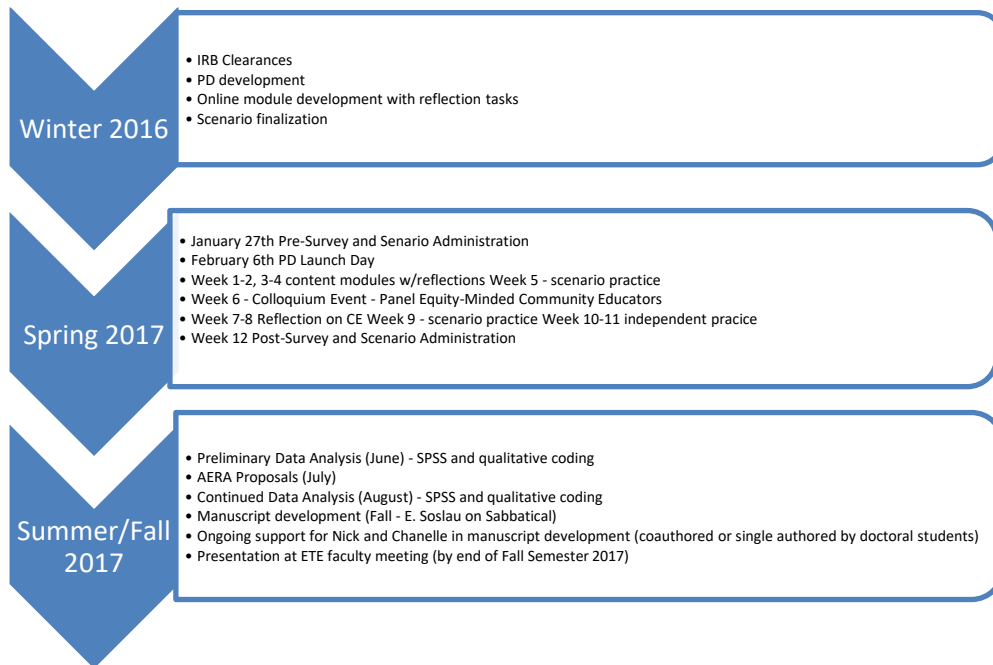 Winter 2016
• IRB Clearances
• PD development
• Online module development with reflection tasks
• Scenario finalization
Spring 2017
• January 27th Pre-Survey and Senario Administration
• February 6th PD Launch Day
• Week 1-2, 3-4 content modules w/reflections Week 5 - scenario practice
• Week 6 - Colloquium Event - Panel Equity-Minded Community Educators
• Week 7-8 Reflection on CE Week 9 - scenario practice Week 10-11 independent pracice
• Week 12 Post-Survey and Scenario Administration
Summer/Fall
2017
• Preliminary Data Analysis (June) - SPSS and qualitative coding
• AERA Proposals (July)
• Continued Data Analysis (August) - SPSS and qualitative coding
• Manuscript development (Fall - E. Soslau on Sabbatical)
• Ongoing support for Nick and Chanelle in manuscript development (coauthored or single authored by doctoral students)
• Presentation at ETE faculty meeting (by end of Fall Semester 2017)